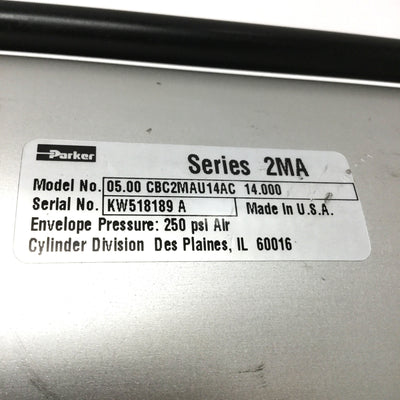 Parker
Series 2MA
Model No. 05.00 CBC2MAU14AC 14.000
Serial No. KW518189 A Made In U.S.A.
Envelope Pressure: 250 psi Air
Cylinder Division Des Plaines, IL 60016